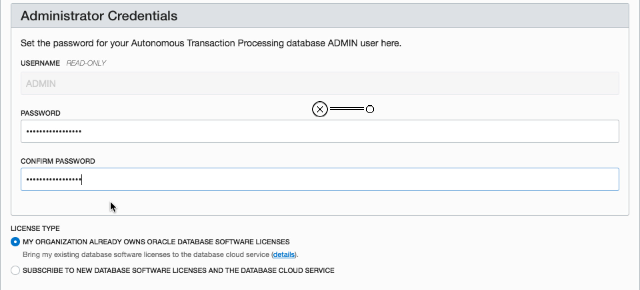 Administrator Credentials
Set the password for your Autonomous Transaction Processing database ADMIN user here.
USERNAME READ-ONLY
ADMIN
PASSWORD
•••••••••••••••••
CONFIRM PASSWORD
•••••••••••••••••
LICENSE TYPE
MY ORGANIZATION ALREADY OWNS ORACLE DATABASE SOFTWARE LICENSES
Bring my existing database software licenses to the database cloud service (details).
SUBSCRIBE TO NEW DATABASE SOFTWARE LICENSES AND THE DATABASE CLOUD SERVICE